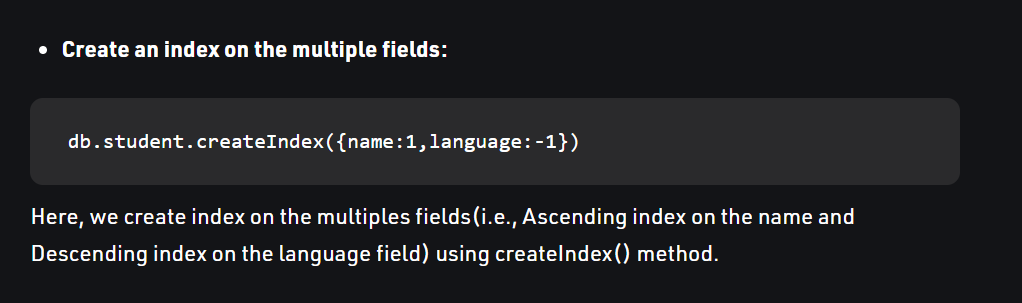 Create an index on the multiple fields:
db.student.createIndex({name:1,language:-1})
Here, we create index on the multiples fields(i.e., Ascending index on the name and
Descending index on the language field) using createIndex() method.